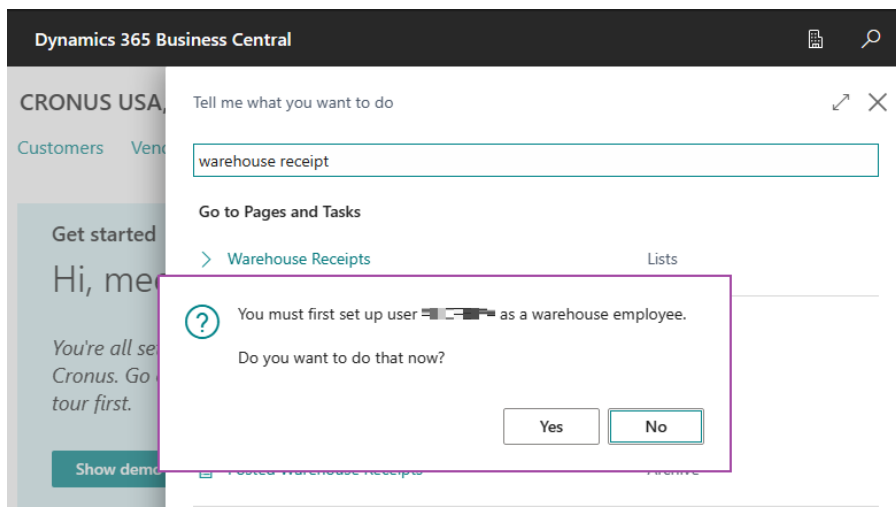 Dynamics 365 Business Central
CRONUS USA,
Tell me what you want to do
Customers Vend
warehouse receipt
Go to Pages and Tasks
Get started
Warehouse Receipts Lists
Hi, mee
You must first set up user as a warehouse employee.
You're all se
Do you want to do that now?
Cronus. Go
tour first.
Yes No
Show demo
Posted Warehouse Receipts Archive